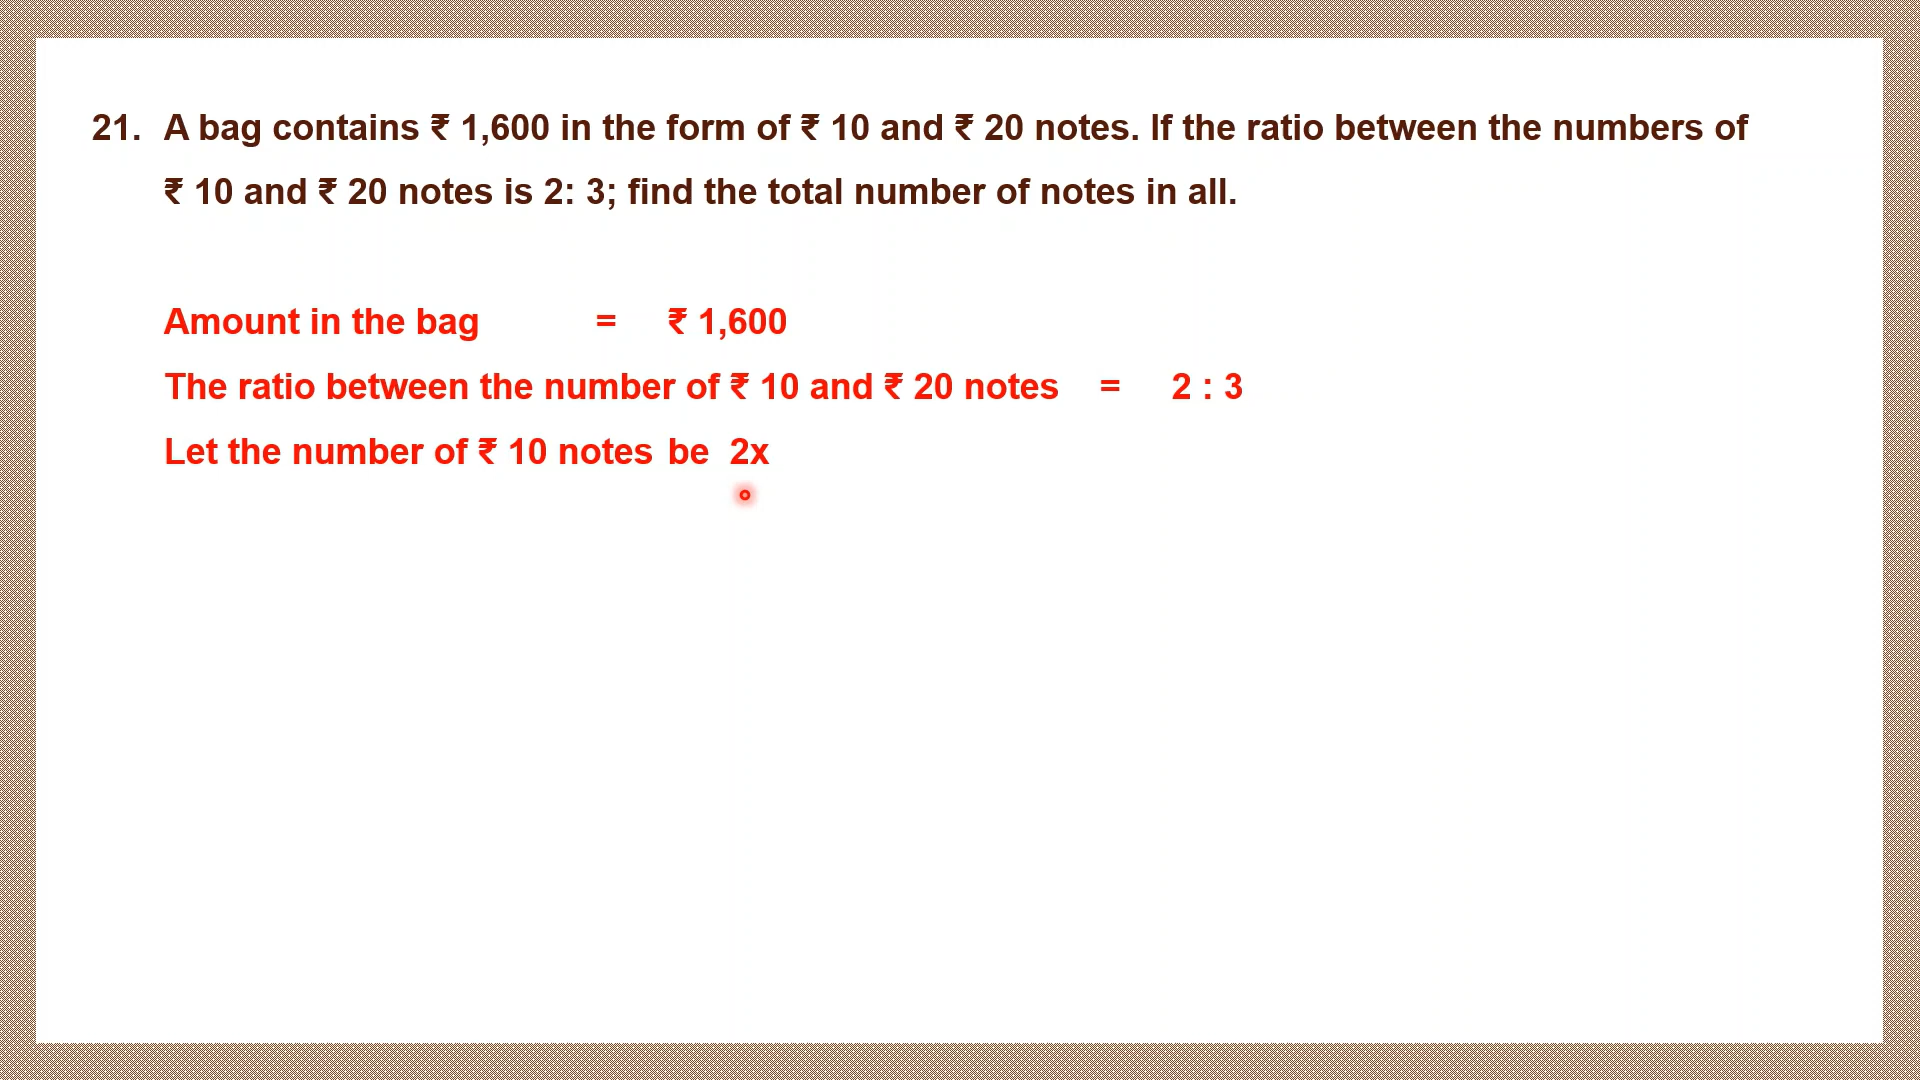 21. A bag contains ₹ 1,600 in the form of ₹ 10 and ₹ 20 notes. If the ratio between the numbers of
₹ 10 and ₹ 20 notes is 2: 3; find the total number of notes in all.
Amount in the bag = ₹ 1,600
The ratio between the number of ₹ 10 and ₹ 20 notes = 2 : 3
Let the number of ₹ 10 notes be 2x